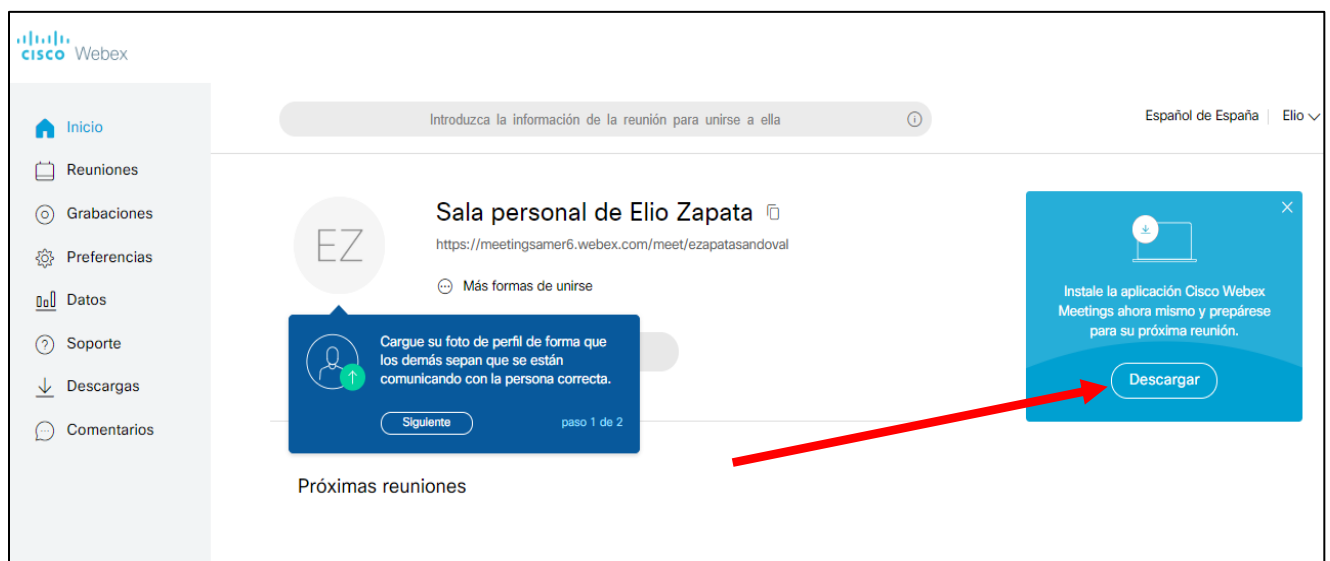 cisco Webex
Inicio
Reuniones
Grabaciones
Preferencias
Datos
Soporte
Descargas
Comentarios
Introduzca la información de la reunión para unirse a ella
Español de España
Elio
EZ
Sala personal de Elio Zapata
https://meetingsamer6.webex.com/meet/ezapatasandoval
Más formas de unirse
Cargue su foto de perfil de forma que
los demás sepan que se están
comunicando con la persona correcta.
Siguiente
paso 1 de 2
Instale la aplicación Cisco Webex
Meetings ahora mismo y prepárese
para su próxima reunión.
Descargar
Próximas reuniones